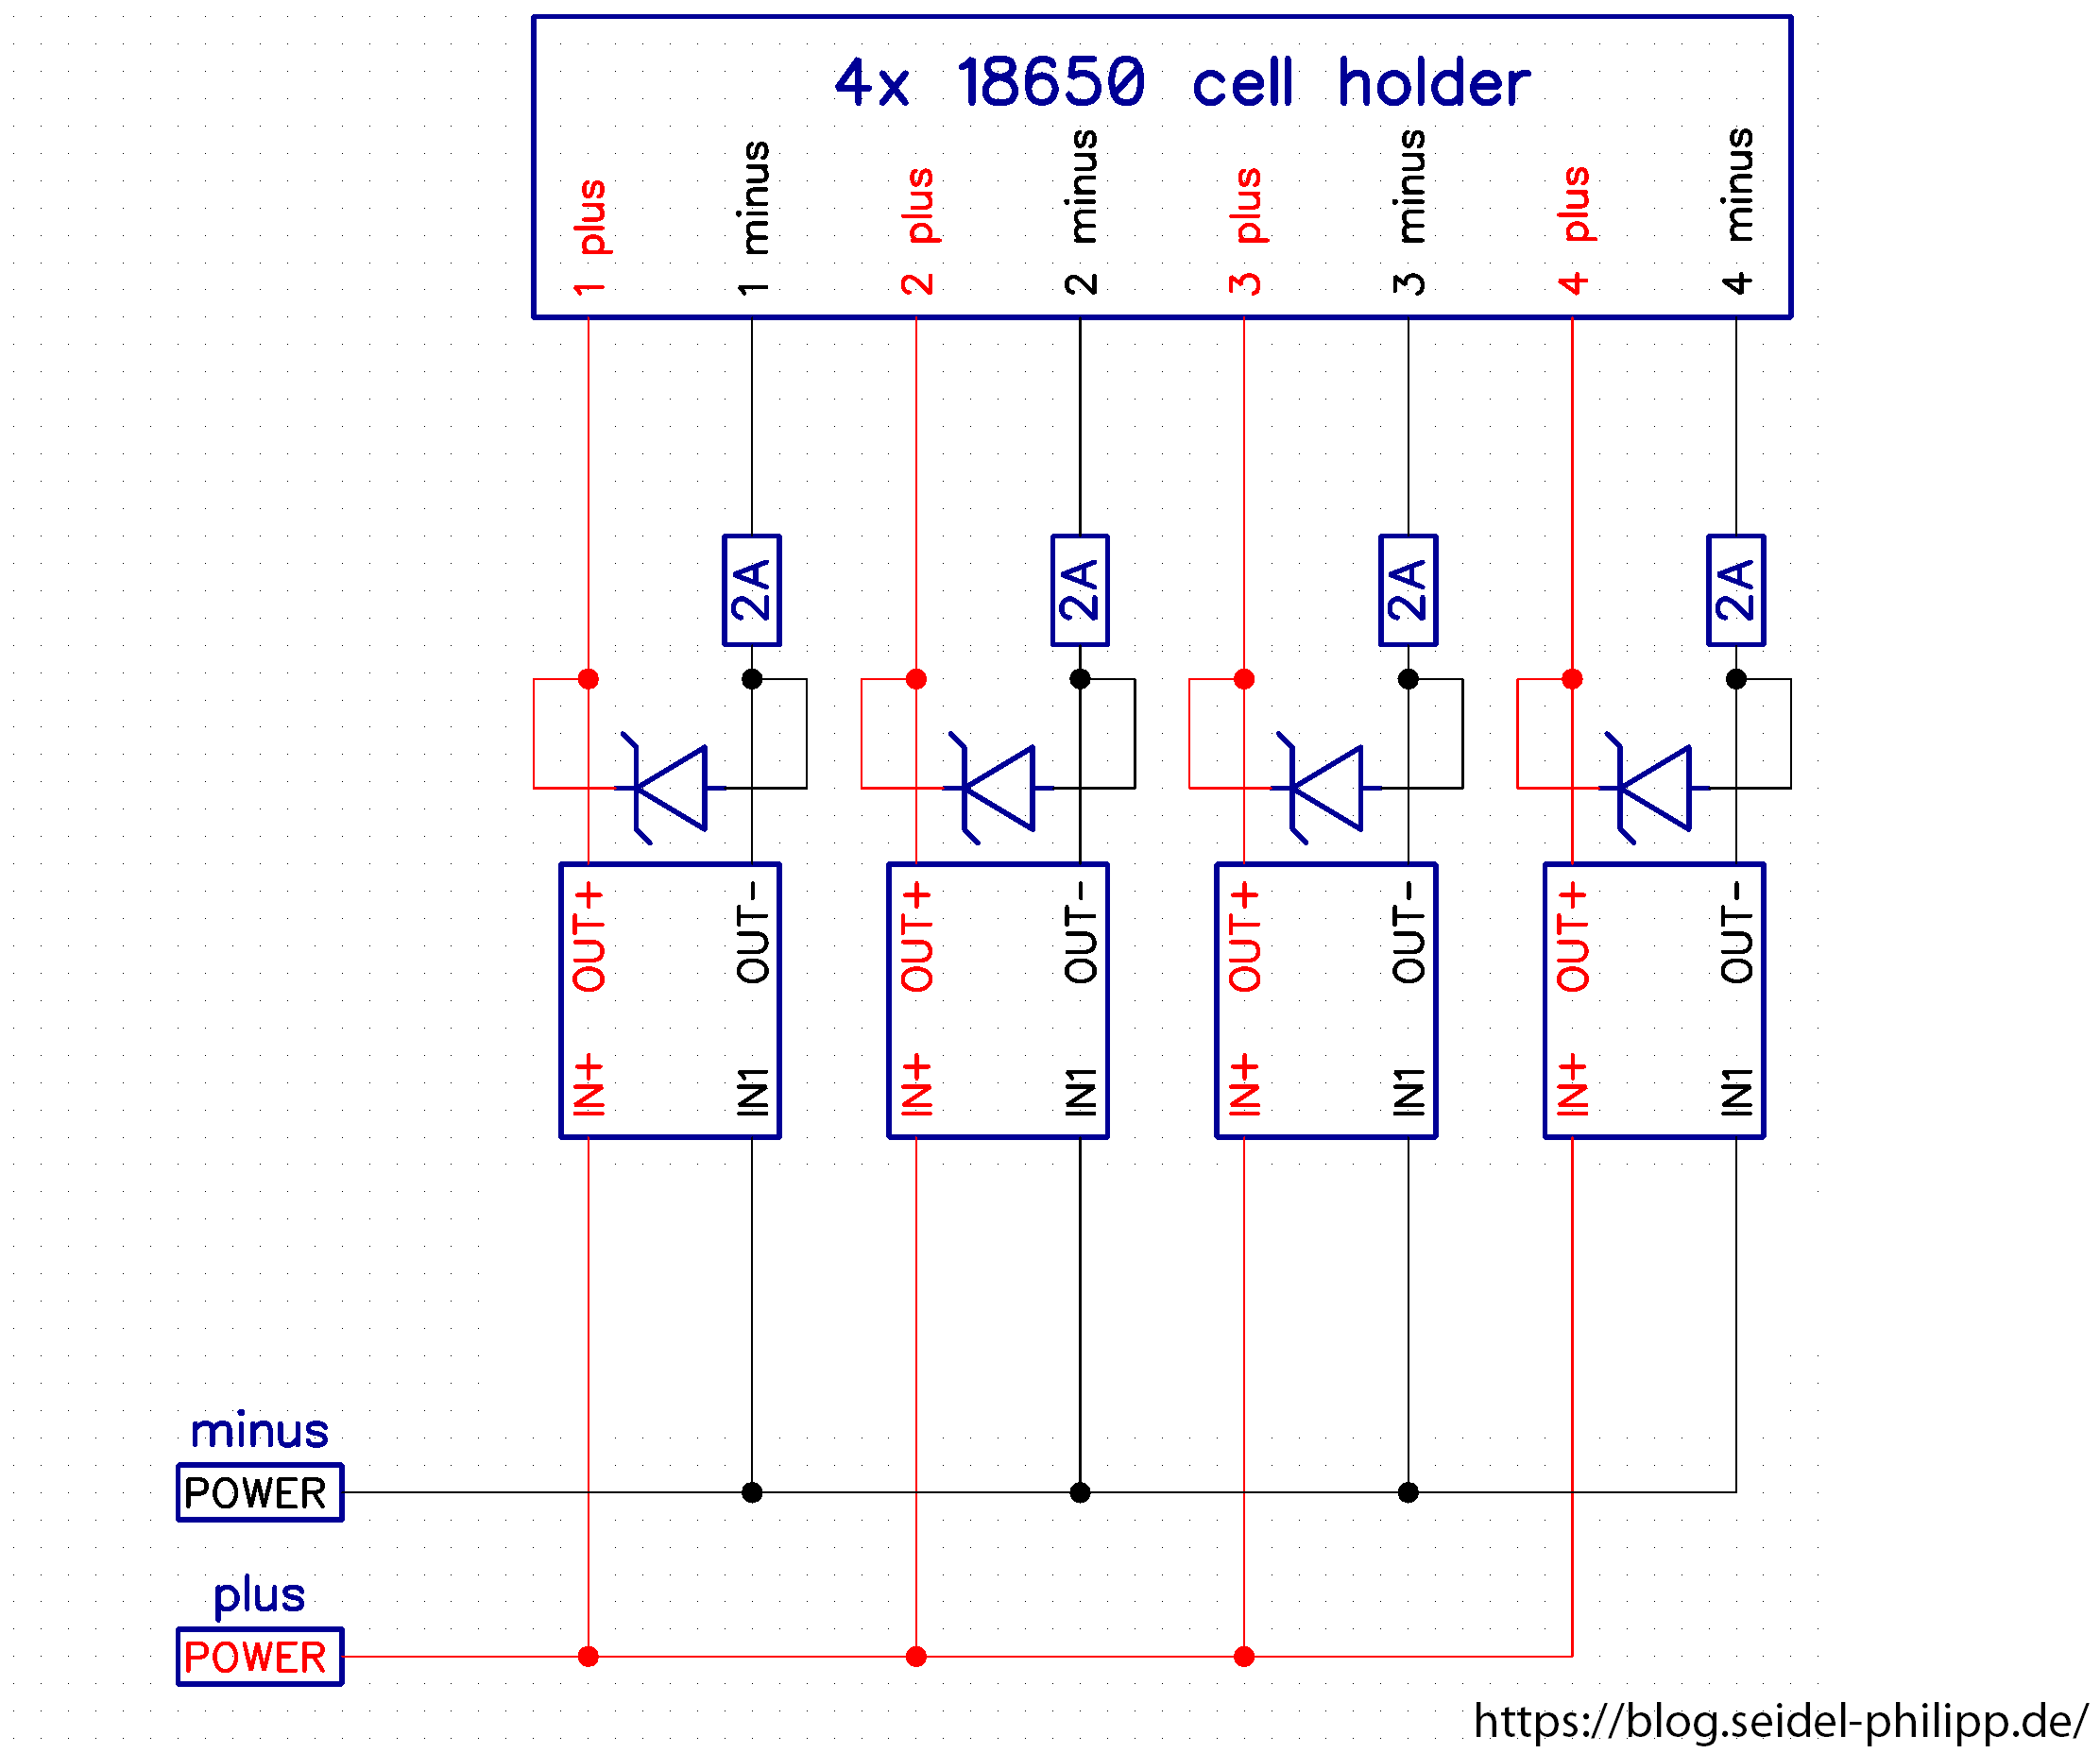 4x 18650 cell holder
1 plus
1 minus
2 plus
2 minus
3 plus
3 minus
4 plus
4 minus
2A
2A
2A
2A
OUT+
OUT-
OUT+
OUT-
OUT+
OUT-
OUT+
OUT-
IN+
IN1
IN+
IN1
IN+
IN1
IN+
IN1
minus
POWER
plus
POWER
https://blog.seidel-philipp.de/